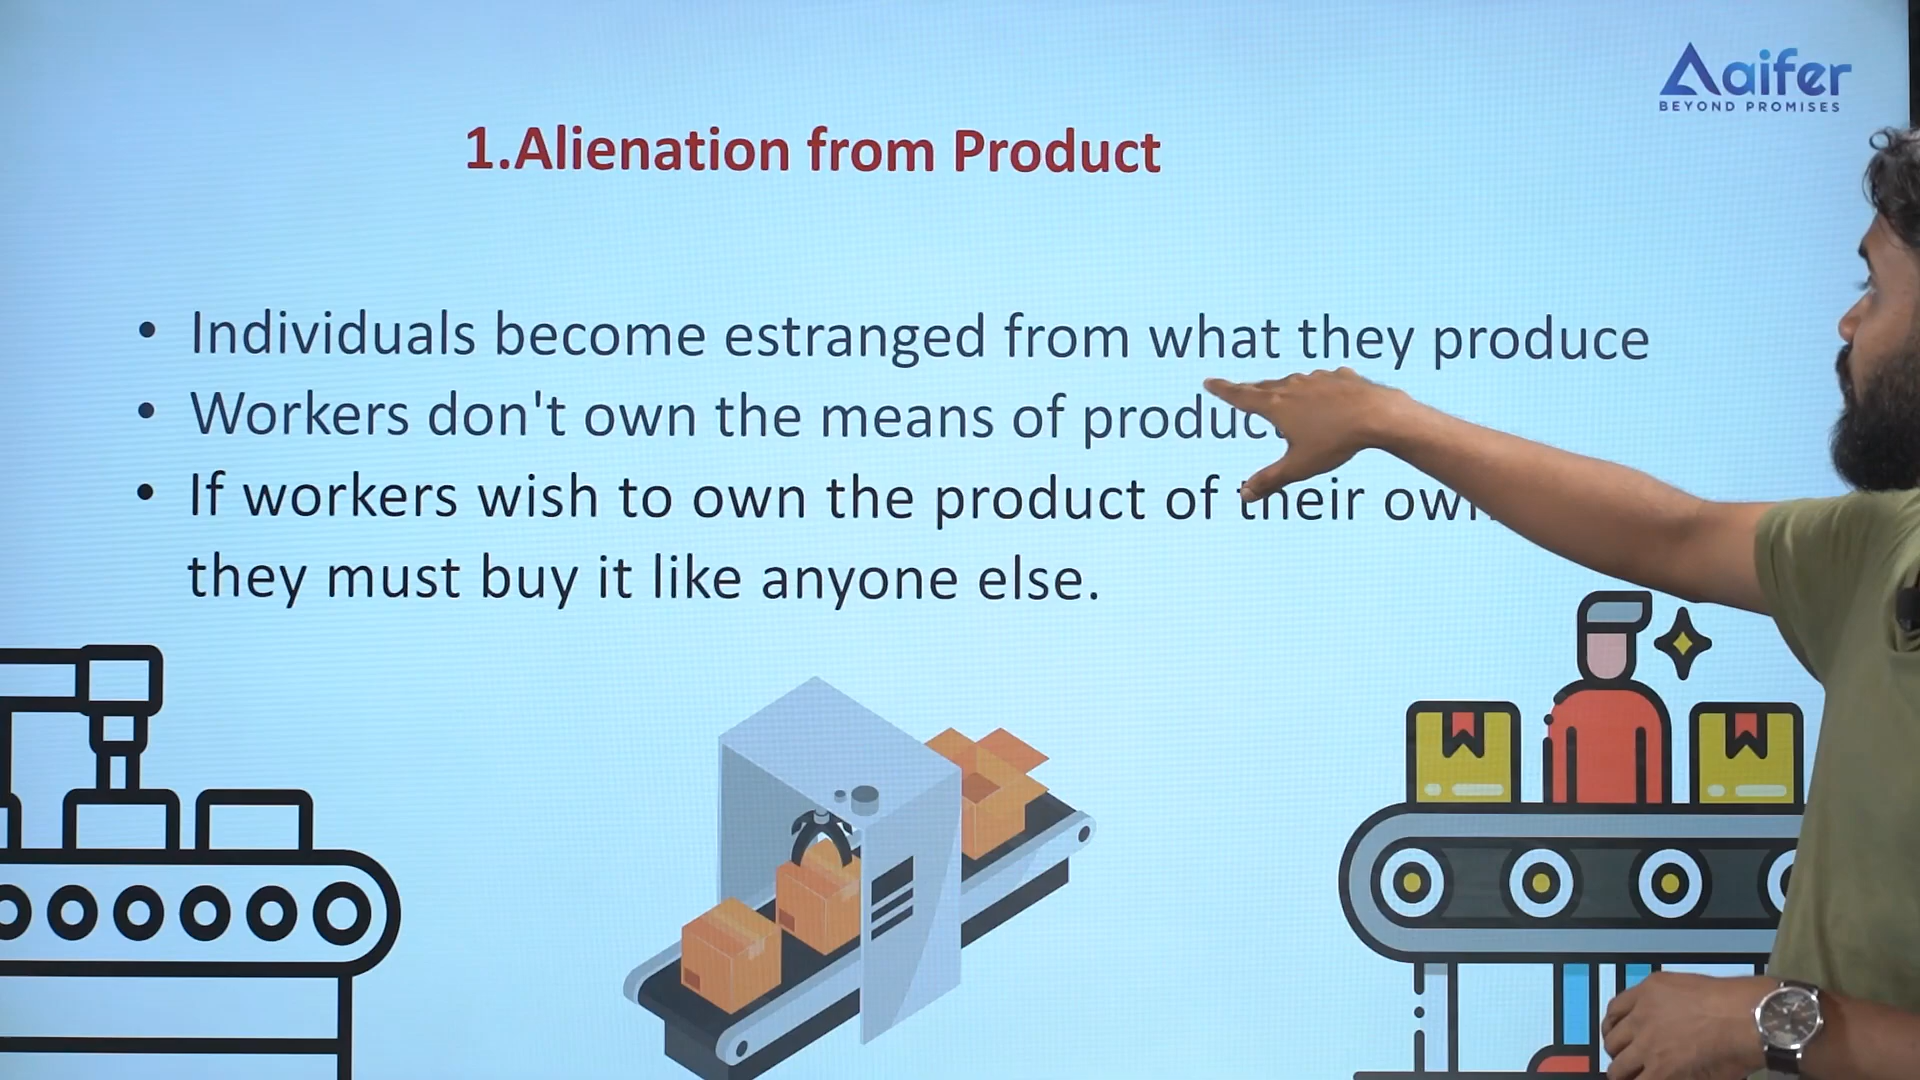 Aaifer
BEYOND PROMISES
1.Alienation from Product
• Individuals become estranged from what they produce
• Workers don't own the means of
• If workers wish to own the product of their
they must buy it like anyone else.